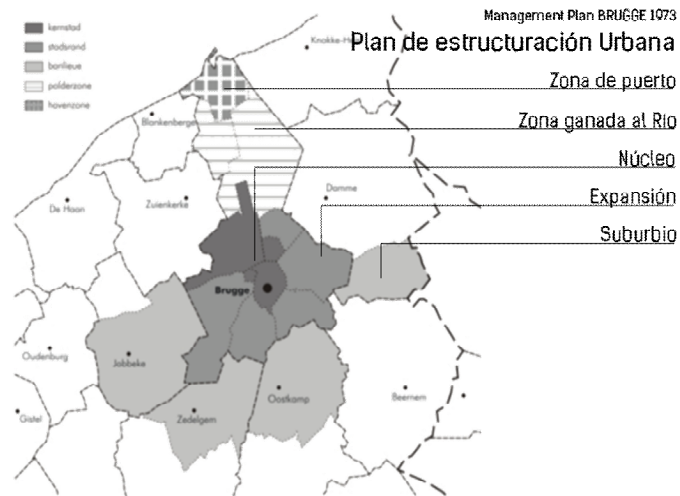 Management Plan BRUGGE 1973
Plan de estructuración Urbana
kernstad
stadsrand
banlieue
polderzone
havenzone
Knokke-He
Zona de puerto
Zona ganada al Rio
Blankenberge
Núcleo
Damme
Expansión
De Haan
Zuienkerke
Suburbio
Brugge
Oudenburg
Jabbeke
Oostkamp
Beernem
Gistel
Zedelgem